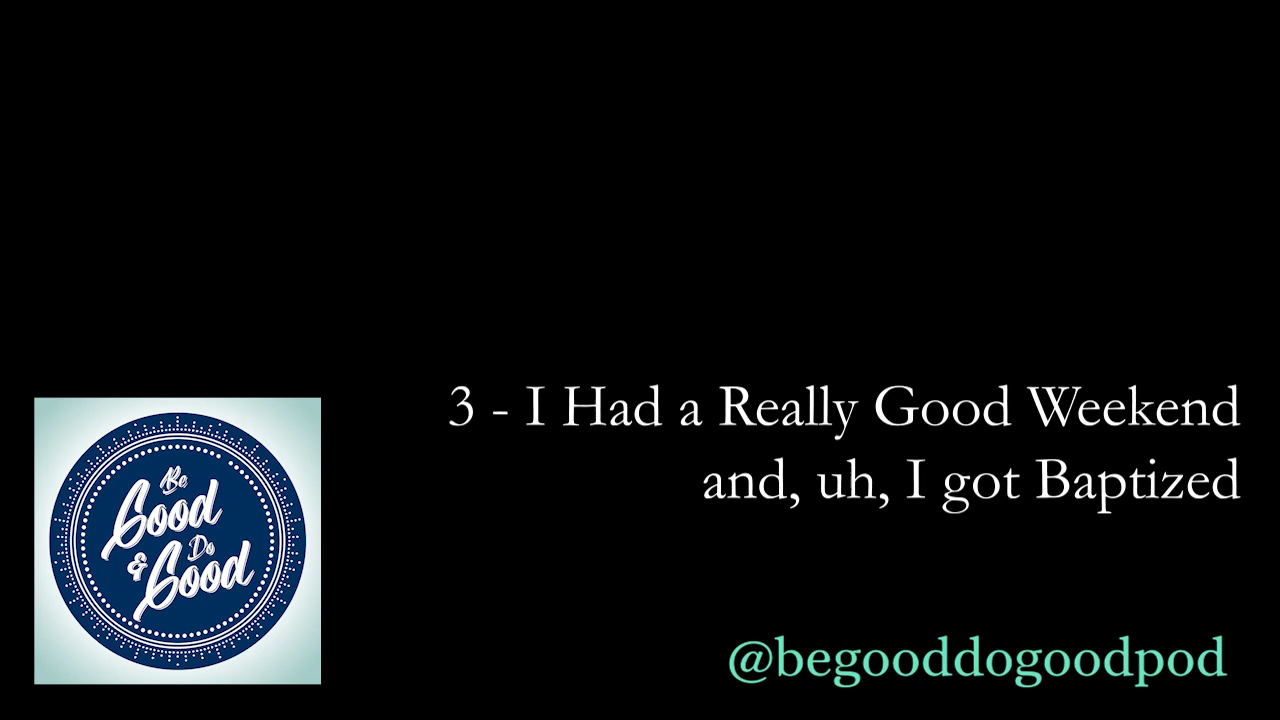 Be
Good
Do
& Good
3 - I Had a Really Good Weekend
and, uh, I got Baptized
@begooddogoodpod